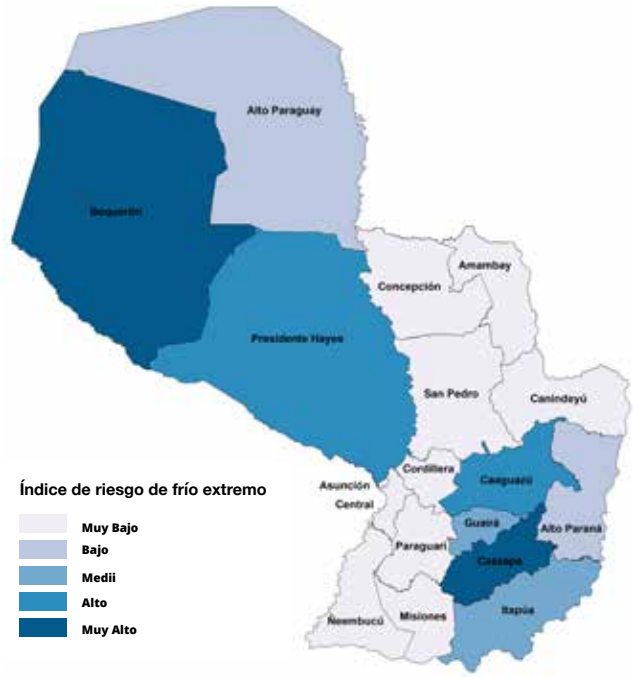 Alto Paraguay
Boquerón
Amambay
Concepción
Presidente Hayes
San Pedro
Canindeyú
Cordillera
Caaguazú
Asunción
Central
Guairá
Alto Paraná
Paraguarí
Caazapá
Itapúa
Misiones
Ñeembucú
Índice de riesgo de frío extremo
Muy Bajo
Bajo
Medii
Alto
Muy Alto